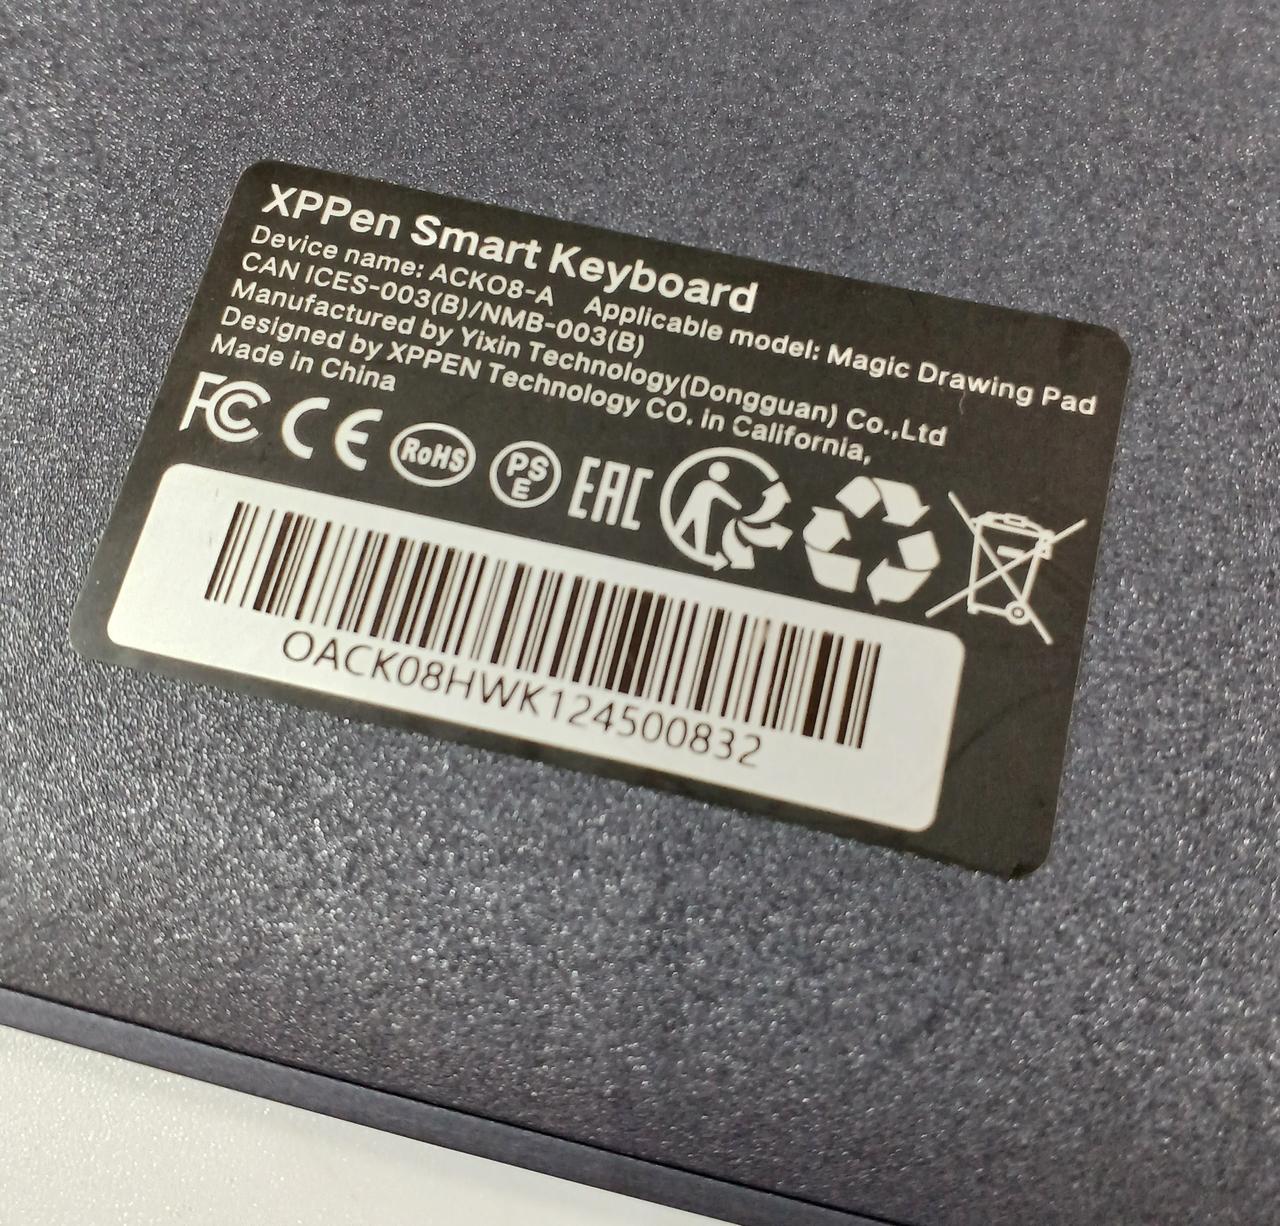 XPPen Smart Keyboard
Device name: ACK08-A Applicable model: Magic Drawing Pad
CAN ICES-003(B)/NMB-003(B)
Manufactured by Yixin Technology(Dongguan) Co.,Ltd
Designed by XPPEN Technology CO. in California,
Made in China
FC CE RoHS PS E EAC
OACK08HWK124500832